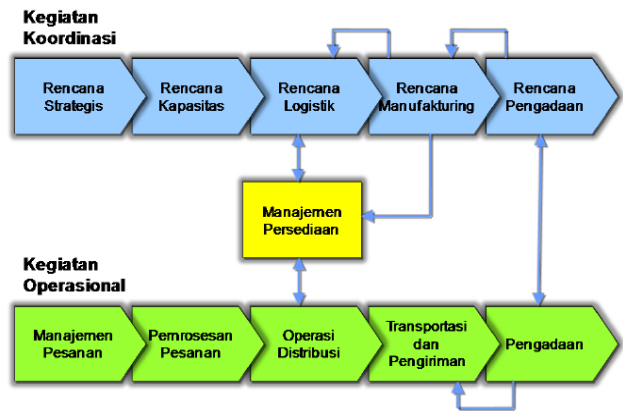 Kegiatan
Koordinasi
Rencana
Strategis
Rencana
Kapasitas
Rencana
Logistik
Rencana
Manufakturing
Rencana
Pengadaan
Manajemen
Persediaan
Kegiatan
Operasional
Manajemen
Pesanan
Pemrosesan
Pesanan
Operasi
Distribusi
Transportasi
dan
Pengiriman
Pengadaan